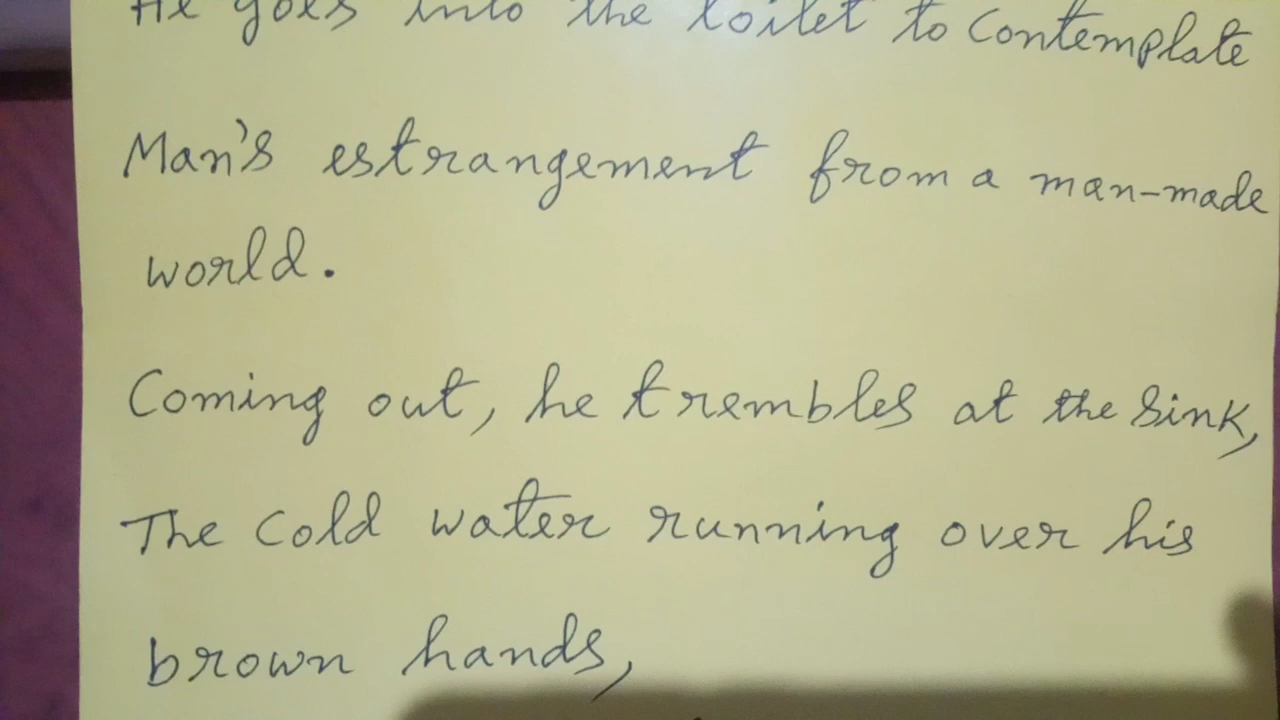 He goes into the toilet to Contemplate
Man's estrangement from a man-made
world.
Coming out, he trembles at the Sink,
The Cold water running over his
brown hands,